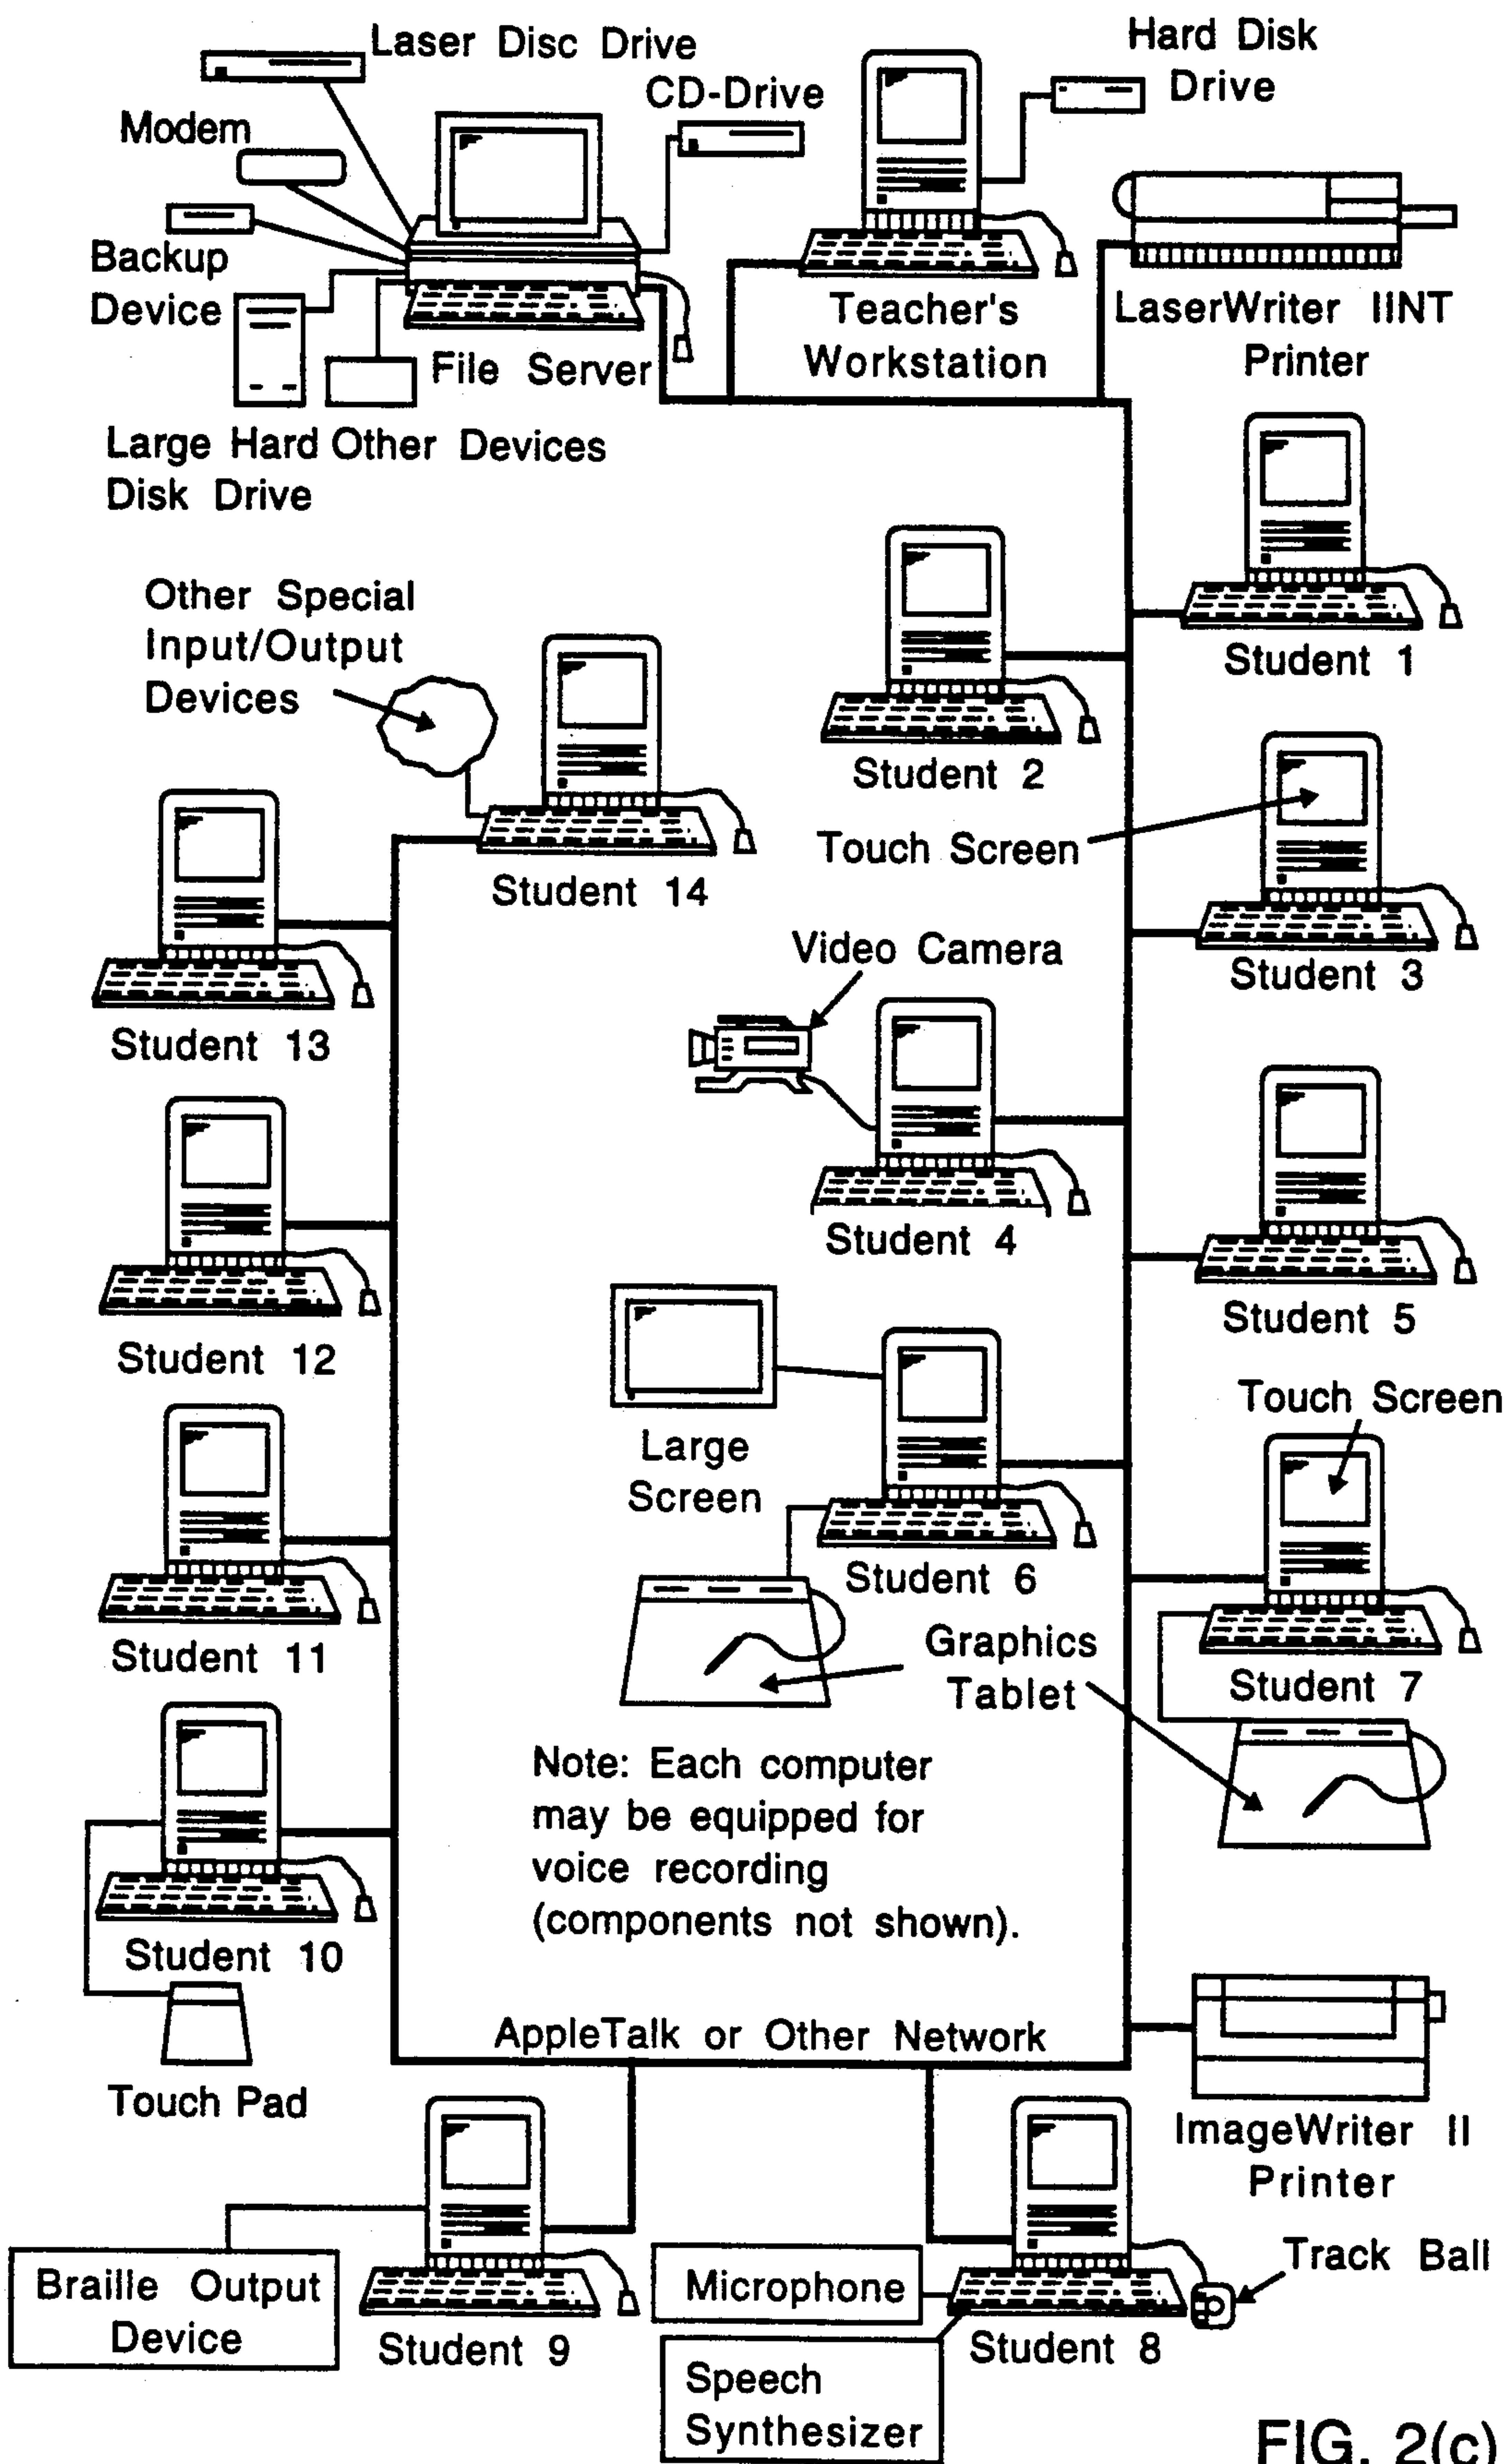 Laser Disc Drive
Hard Disk
Drive
CD-Drive
Modem
Backup
Device
File Server
Teacher's
Workstation
LaserWriter IINT
Printer
Large Hard
Disk Drive
Other Devices
Student 1
Other Special
Input/Output
Devices
Student 2
Touch Screen
Student 14
Student 3
Video Camera
Student 13
Student 4
Student 5
Student 12
Touch Screen
Large
Screen
Student 6
Graphics
Tablet
Student 7
Student 11
Note: Each computer
may be equipped for
voice recording
(components not shown).
Student 10
AppleTalk or Other Network
Touch Pad
ImageWriter II
Printer
Track Ball
Braille Output
Device
Student 9
Microphone
Student 8
Speech
Synthesizer
FIG. 2(c)